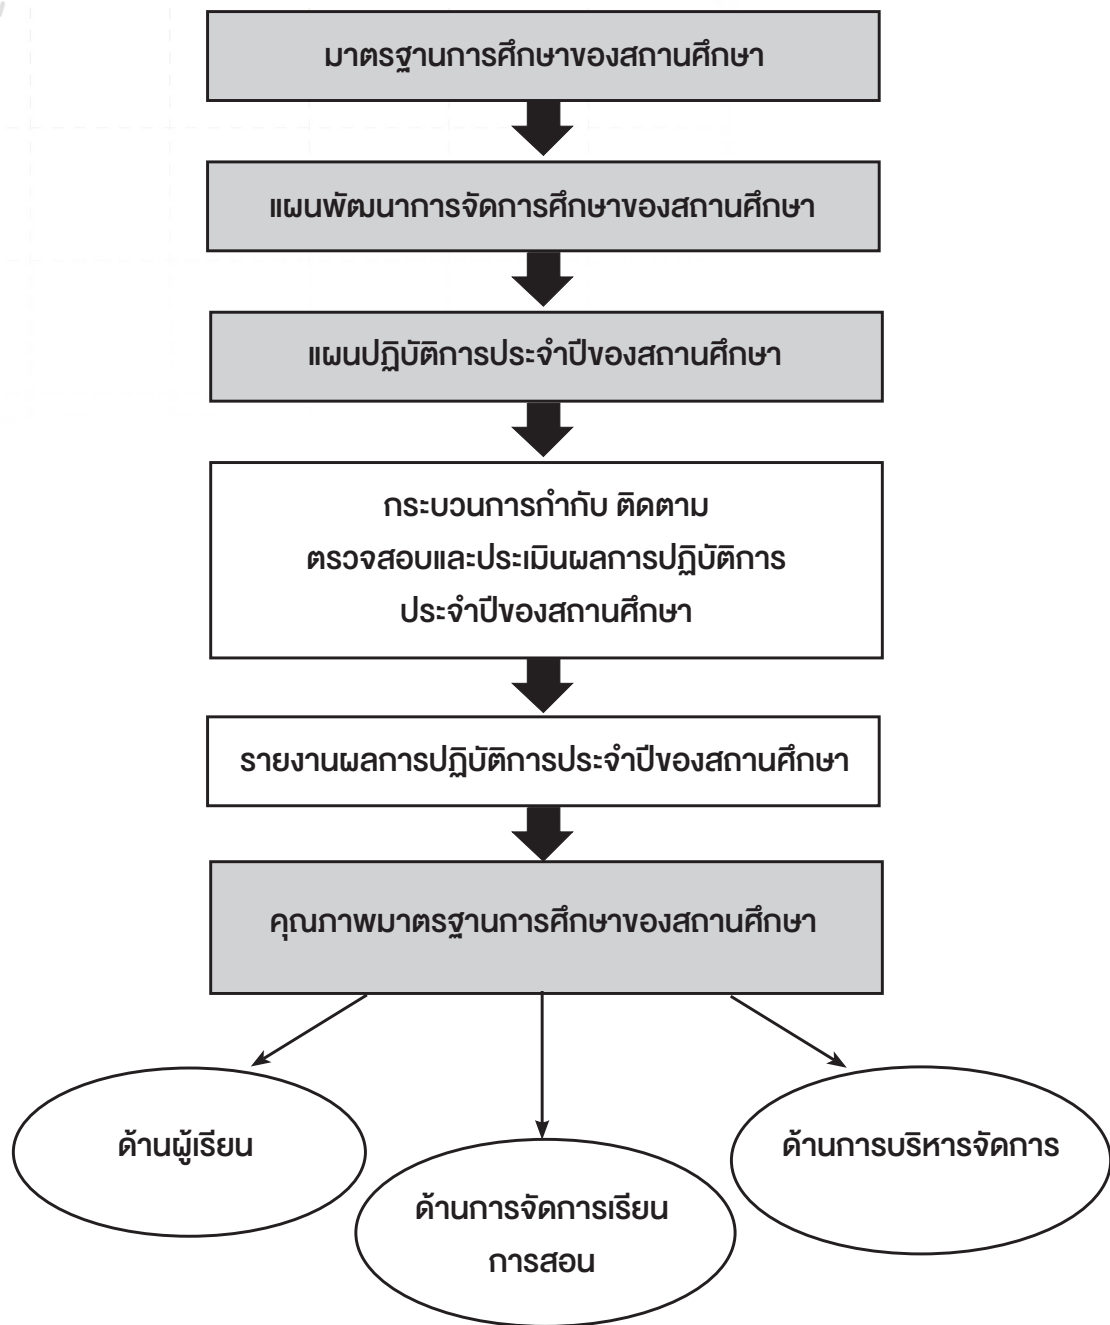 มาตรฐานการศึกษาของสถานศึกษา
แผนพัฒนาการจัดการศึกษาของสถานศึกษา
แผนปฏิบัติการประจำปีของสถานศึกษา
กระบวนการกำกับ ติดตาม
ตรวจสอบและประเมินผลการปฏิบัติการ
ประจำปีของสถานศึกษา
รายงานผลการปฏิบัติการประจำปีของสถานศึกษา
คุณภาพมาตรฐานการศึกษาของสถานศึกษา
ด้านผู้เรียน
ด้านการจัดการเรียน
การสอน
ด้านการบริหารจัดการ